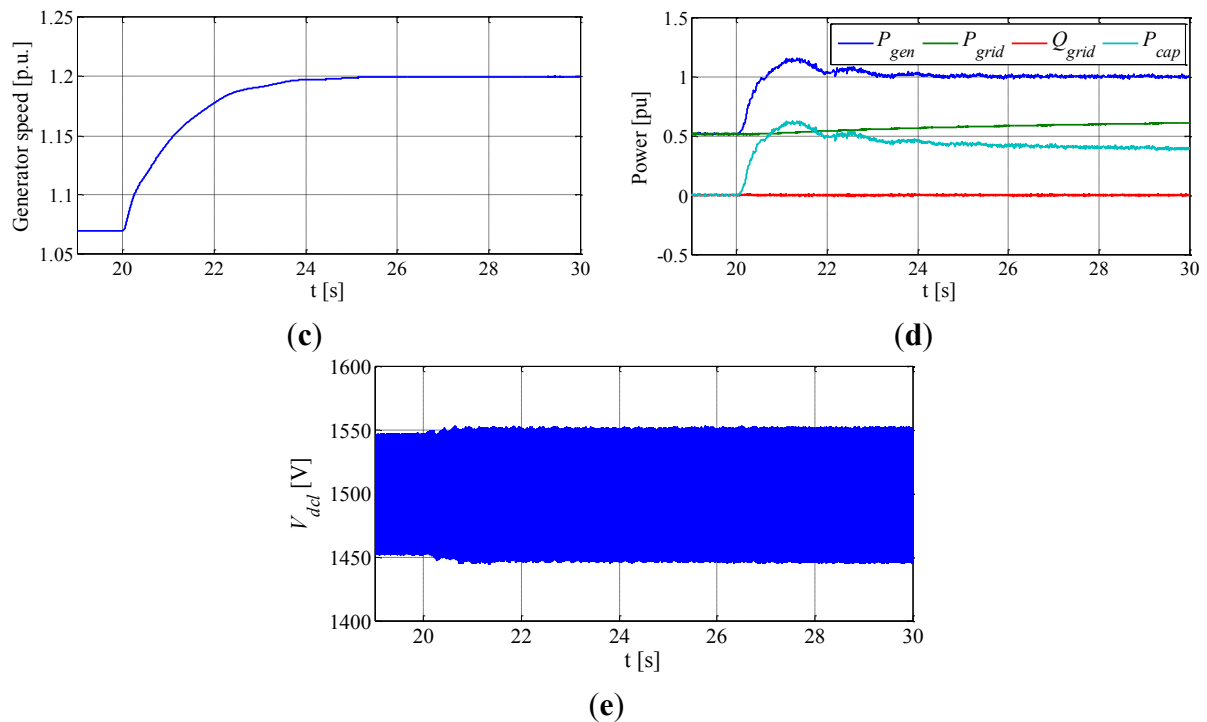 Generator speed [p.u.]
1.25
1.20
1.15
1.1
1.05
20 22 24 26 28 30
t [s]
(c)
Power [pu]
1.5
1
0.5
0
-0.5
P_gen P_grid Q_grid P_cap
20 22 24 26 28 30
t [s]
(d)
V_dcl [V]
1600
1550
1500
1450
1400
20 22 24 26 28 30
t [s]
(e)